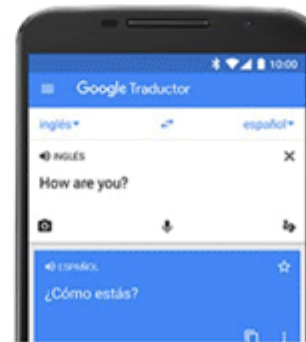 10:00
Google Traductor
inglés español
INGLÉS
How are you?
ESPAÑOL
¿Cómo estás?